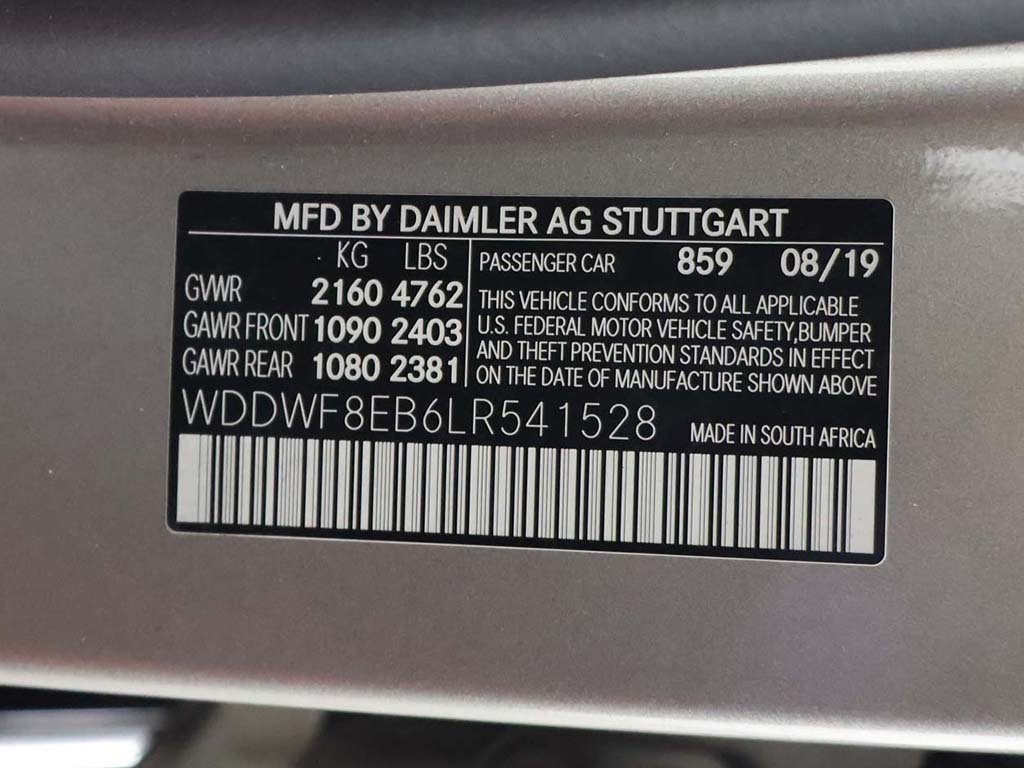 MFD BY DAIMLER AG STUTTGART
KG LBS
GVWR 2160 4762
GAWR FRONT 1090 2403
GAWR REAR 1080 2381
PASSENGER CAR 859 08/19
THIS VEHICLE CONFORMS TO ALL APPLICABLE
U.S. FEDERAL MOTOR VEHICLE SAFETY,BUMPER
AND THEFT PREVENTION STANDARDS IN EFFECT
ON THE DATE OF MANUFACTURE SHOWN ABOVE
WDDWF8EB6LR541528
MADE IN SOUTH AFRICA